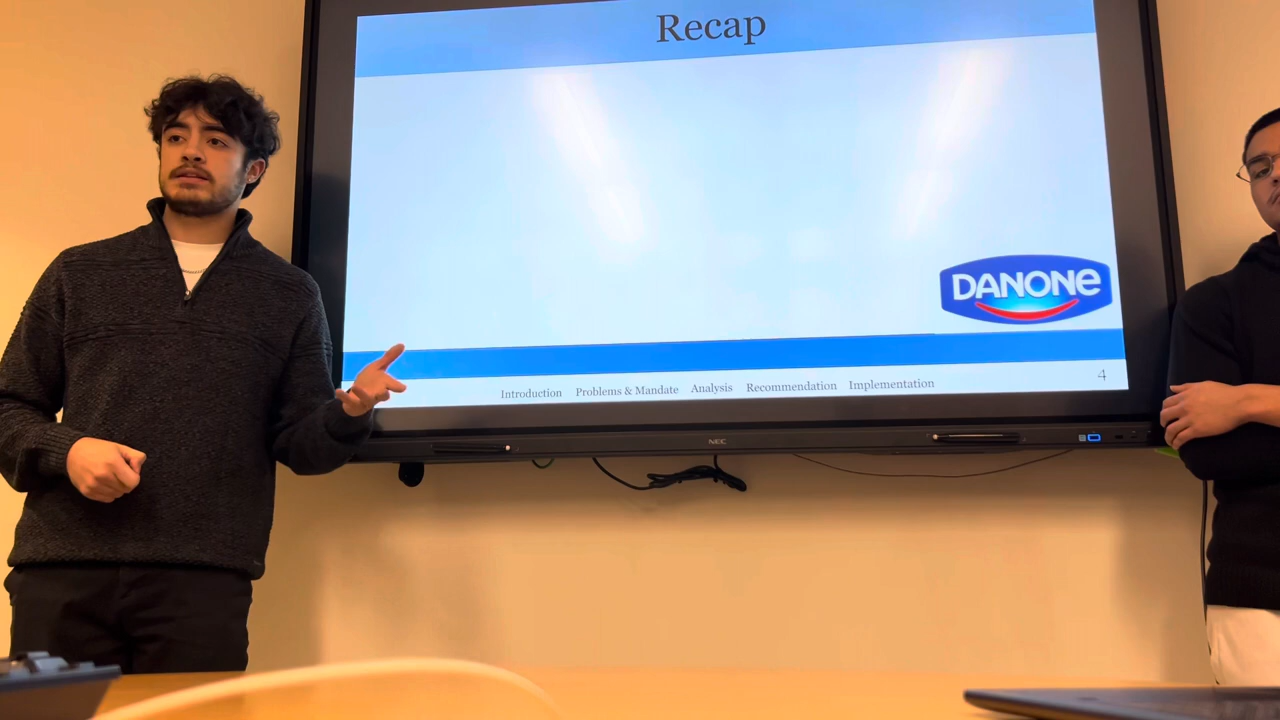 Recap
DANONE
Introduction Problems & Mandate Analysis Recommendation Implementation
4
NEC